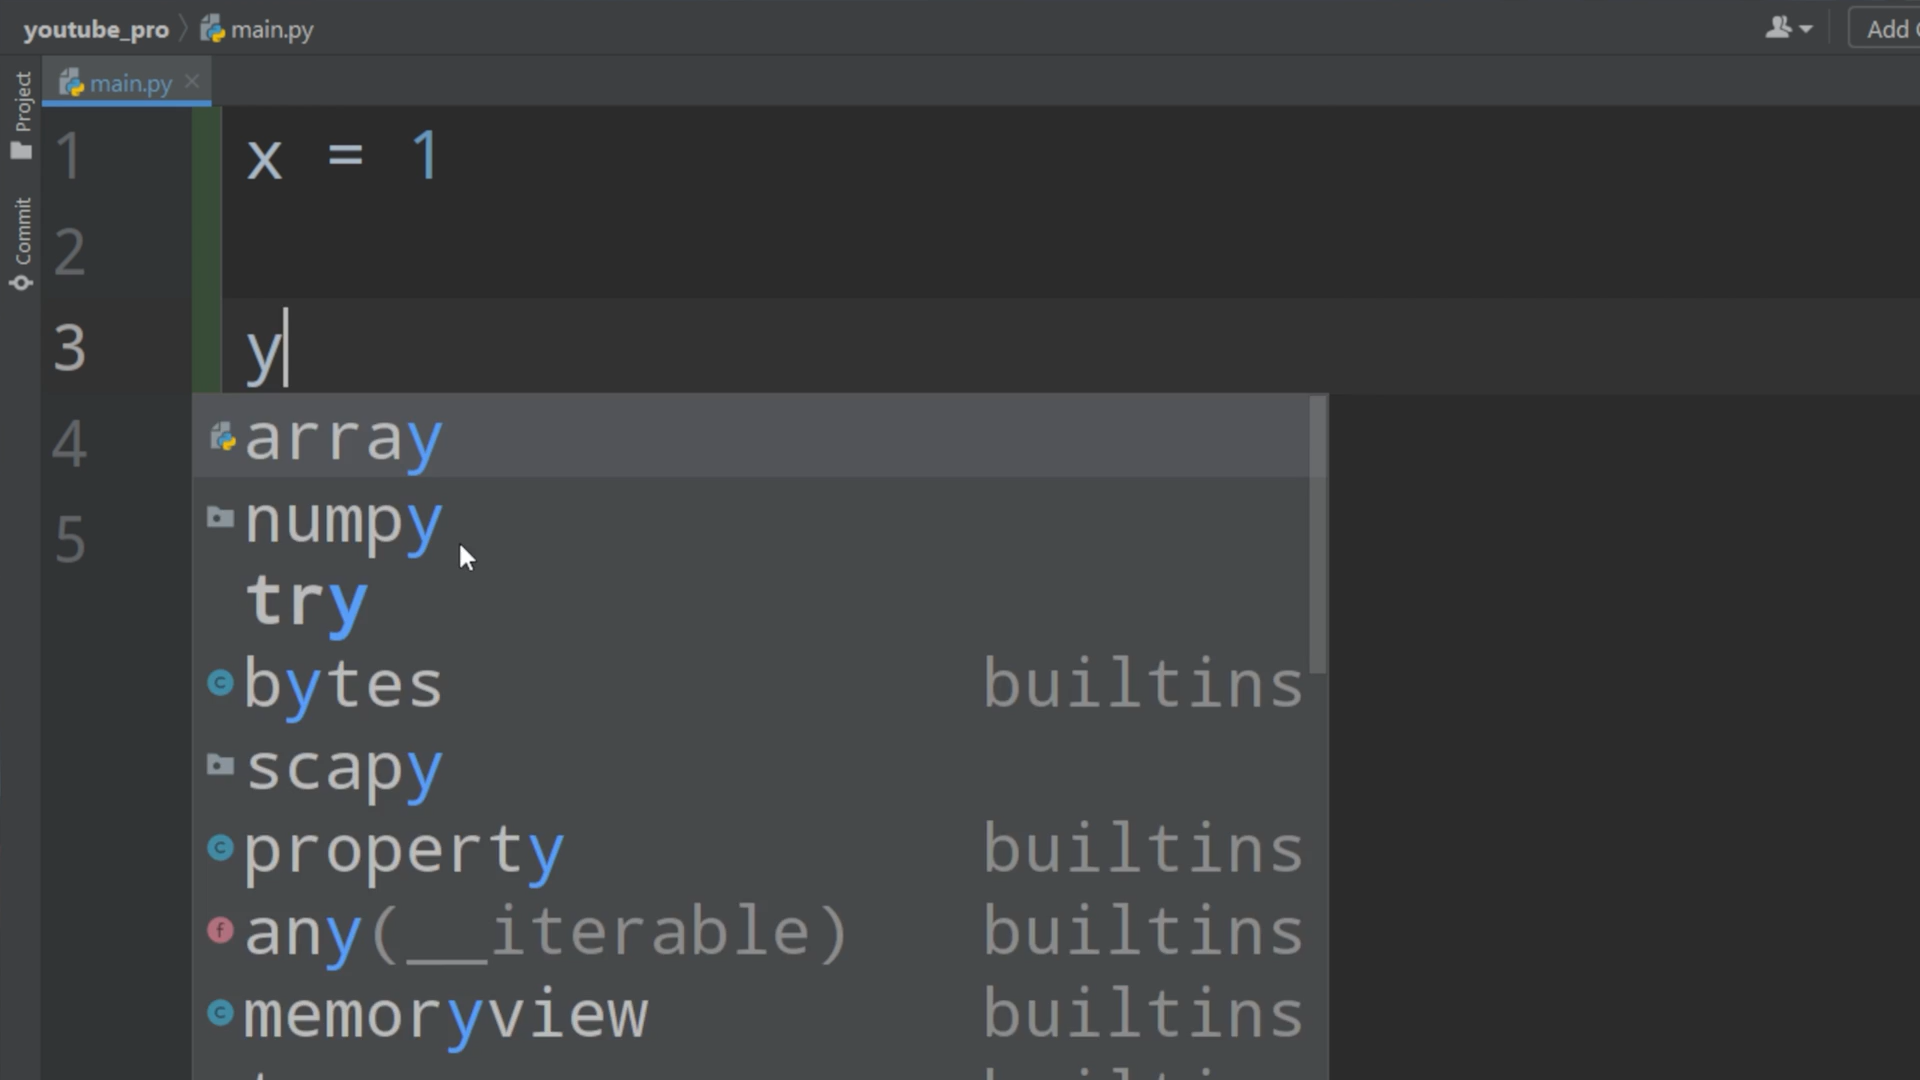 youtube_pro main.py
Add
Project
Commit
main.py
1 x = 1
2
3 y
4
5
array
numpy
try
bytes builtins
scapy
property builtins
any(__iterable) builtins
memoryview builtins